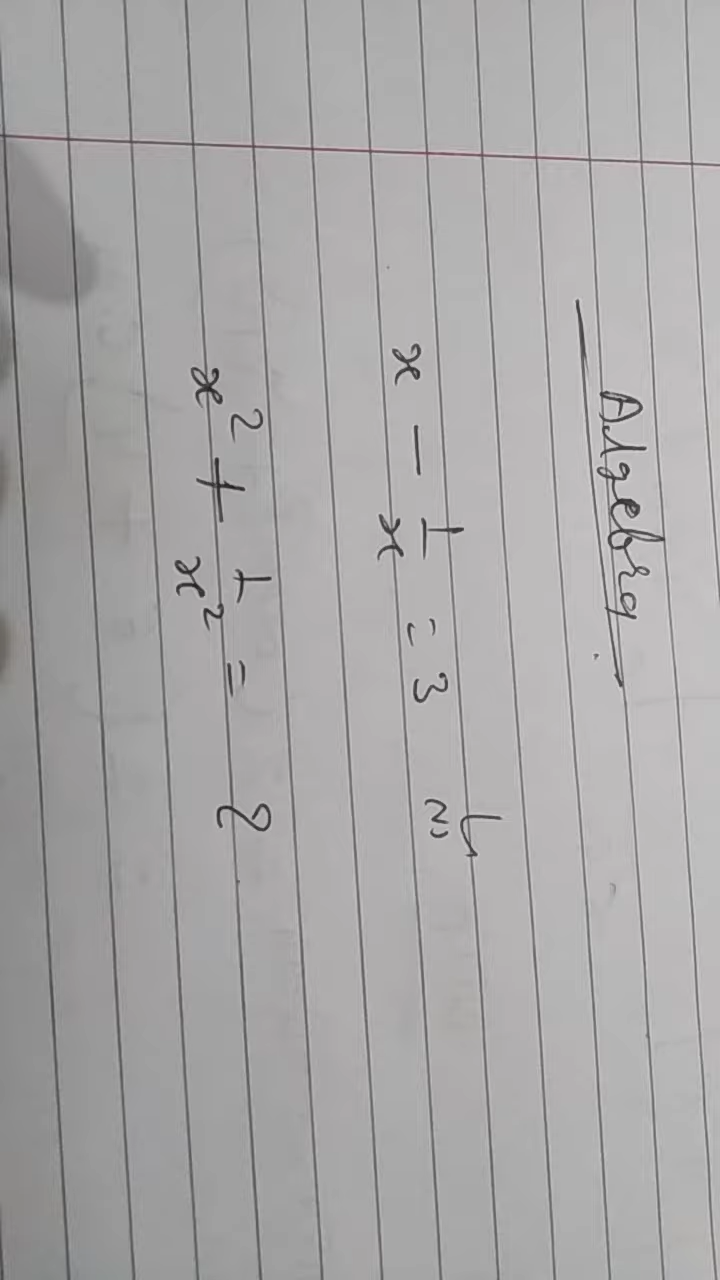 Algebra
x - 1/x = 3
x² + 1/x² = ?